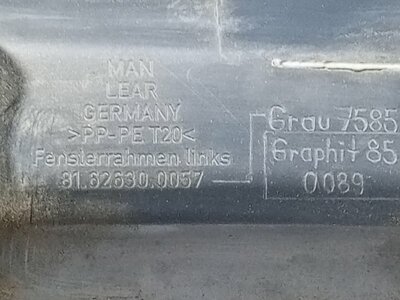 MAN
LEAR
GERMANY
>PP-PE T20<
Fensterrahmen links
81.62630.0057
Grau 7585
Graphit 85
0089